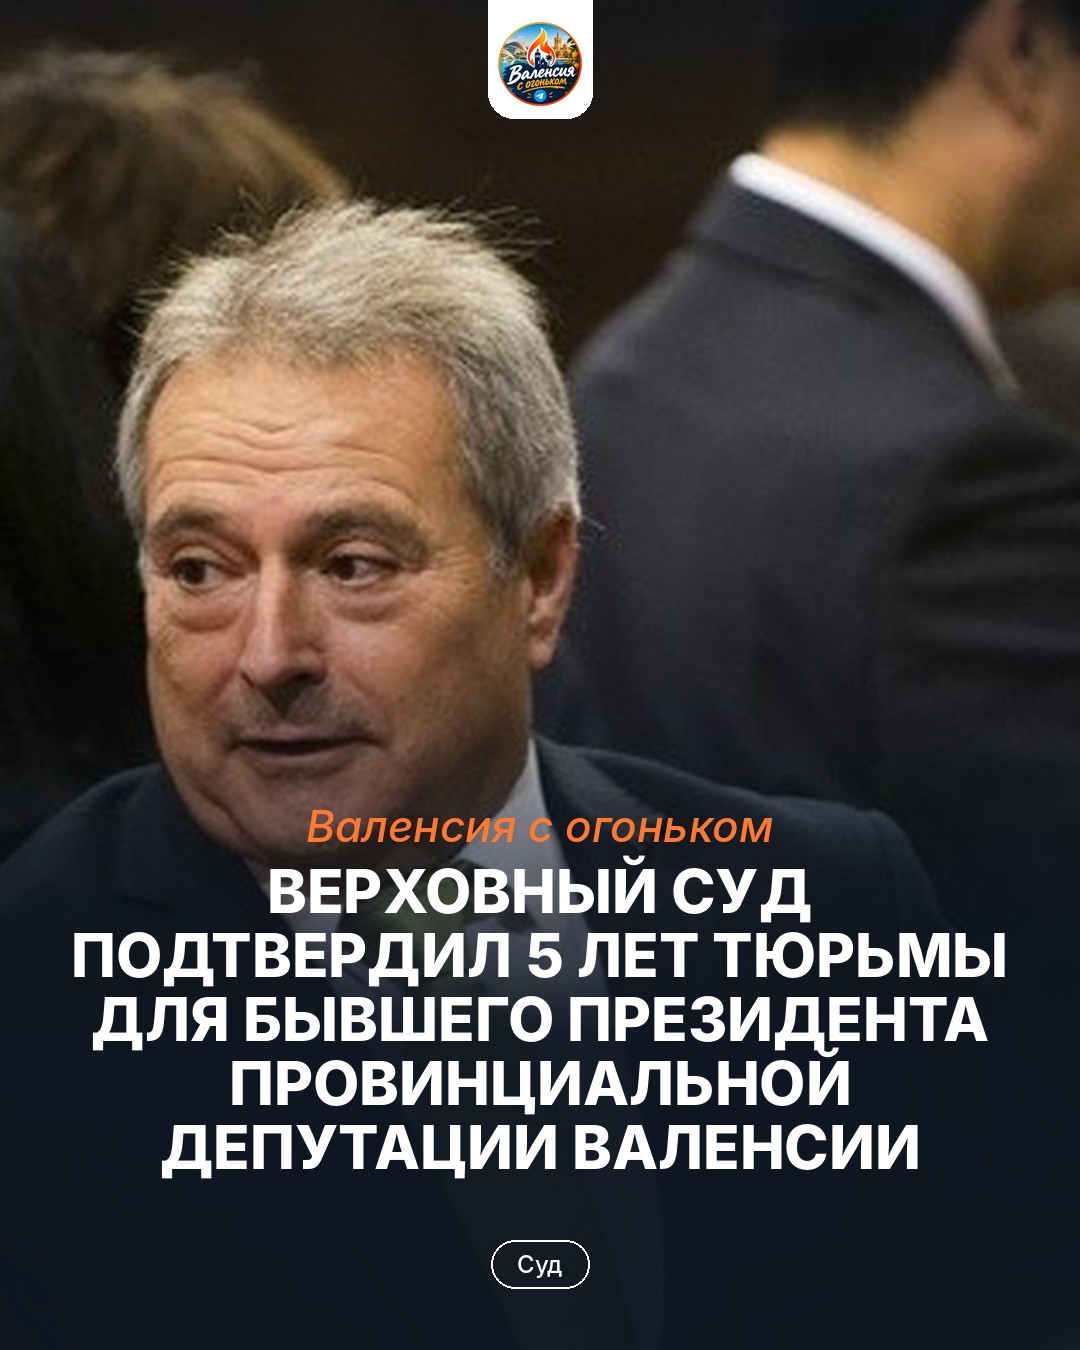 Валенсия
с огоньком
Валенсия с огоньком
ВЕРХОВНЫЙ СУД
ПОДТВЕРДИЛ 5 ЛЕТ ТЮРЬМЫ
ДЛЯ БЫВШЕГО ПРЕЗИДЕНТА
ПРОВИНЦИАЛЬНОЙ
ДЕПУТАЦИИ ВАЛЕНСИИ
Суд